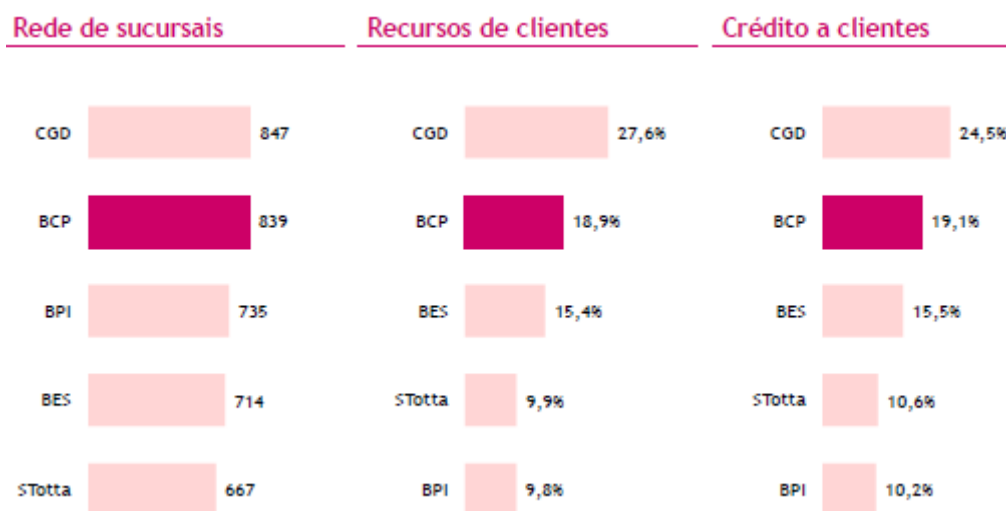 Rede de sucursais
CGD 847
BCP 839
BPI 735
BES 714
STotta 667
Recursos de clientes
CGD 27,6%
BCP 18,9%
BES 15,4%
STotta 9,9%
BPI 9,8%
Crédito a clientes
CGD 24,5%
BCP 19,1%
BES 15,5%
STotta 10,6%
BPI 10,2%